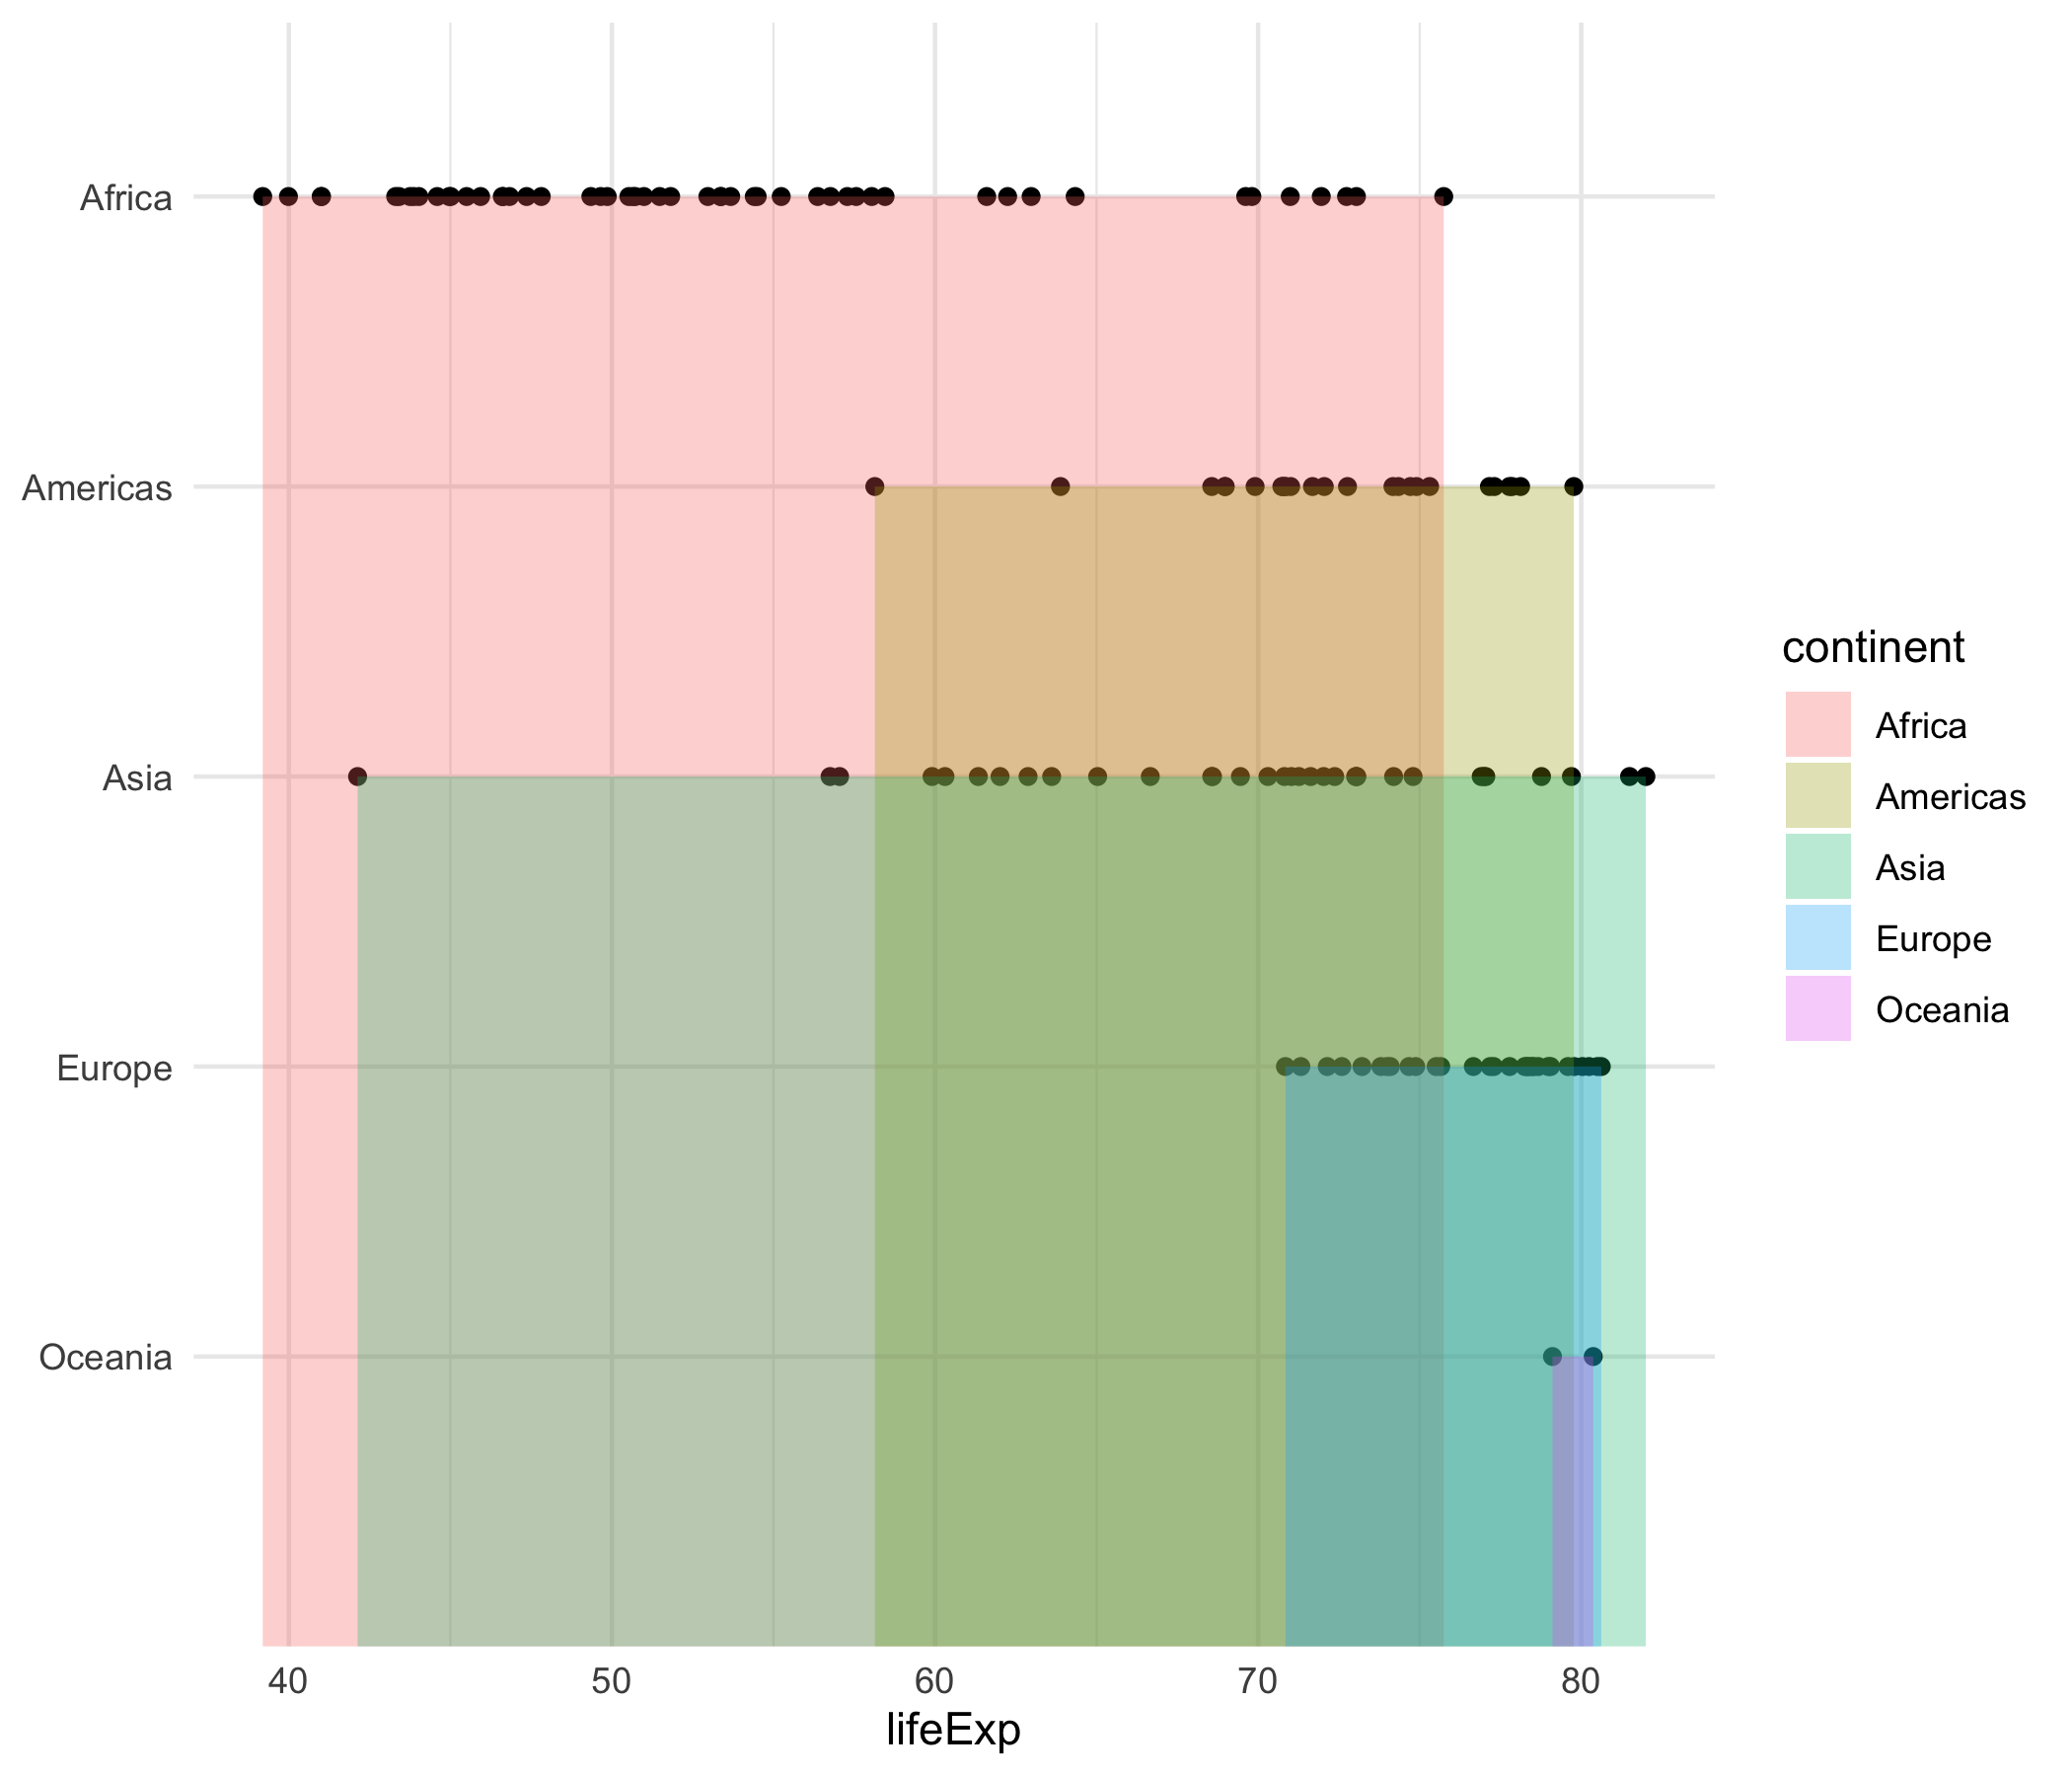 Africa
Americas
Asia
Europe
Oceania
40 50 60 70 80
lifeExp
continent
Africa
Americas
Asia
Europe
Oceania